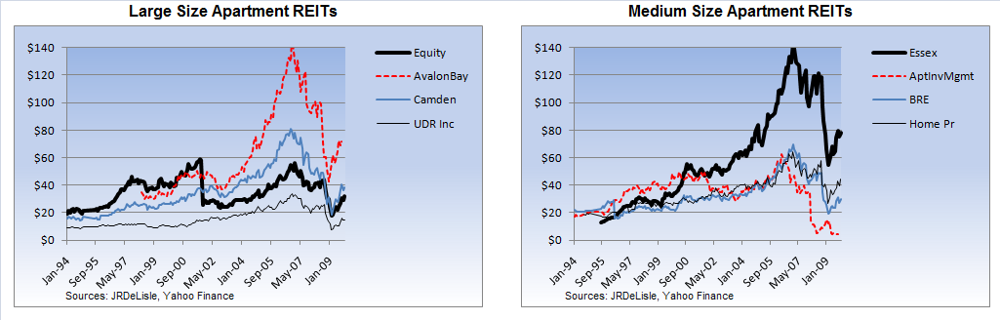 Large Size Apartment REITs
$140
$120
$100
$80
$60
$40
$20
$0
Jan-94
Sep-95
May-97
Jan-99
Sep-00
May-02
Jan-04
Sep-05
May-07
Jan-09
Equity
AvalonBay
Camden
UDR Inc
Sources: JRDeLisle, Yahoo Finance
Medium Size Apartment REITs
$140
$120
$100
$80
$60
$40
$20
$0
Jan-94
Sep-95
May-97
Jan-99
Sep-00
May-02
Jan-04
Sep-05
May-07
Jan-09
Essex
AptInvMgmt
BRE
Home Pr
Sources: JRDeLisle, Yahoo Finance